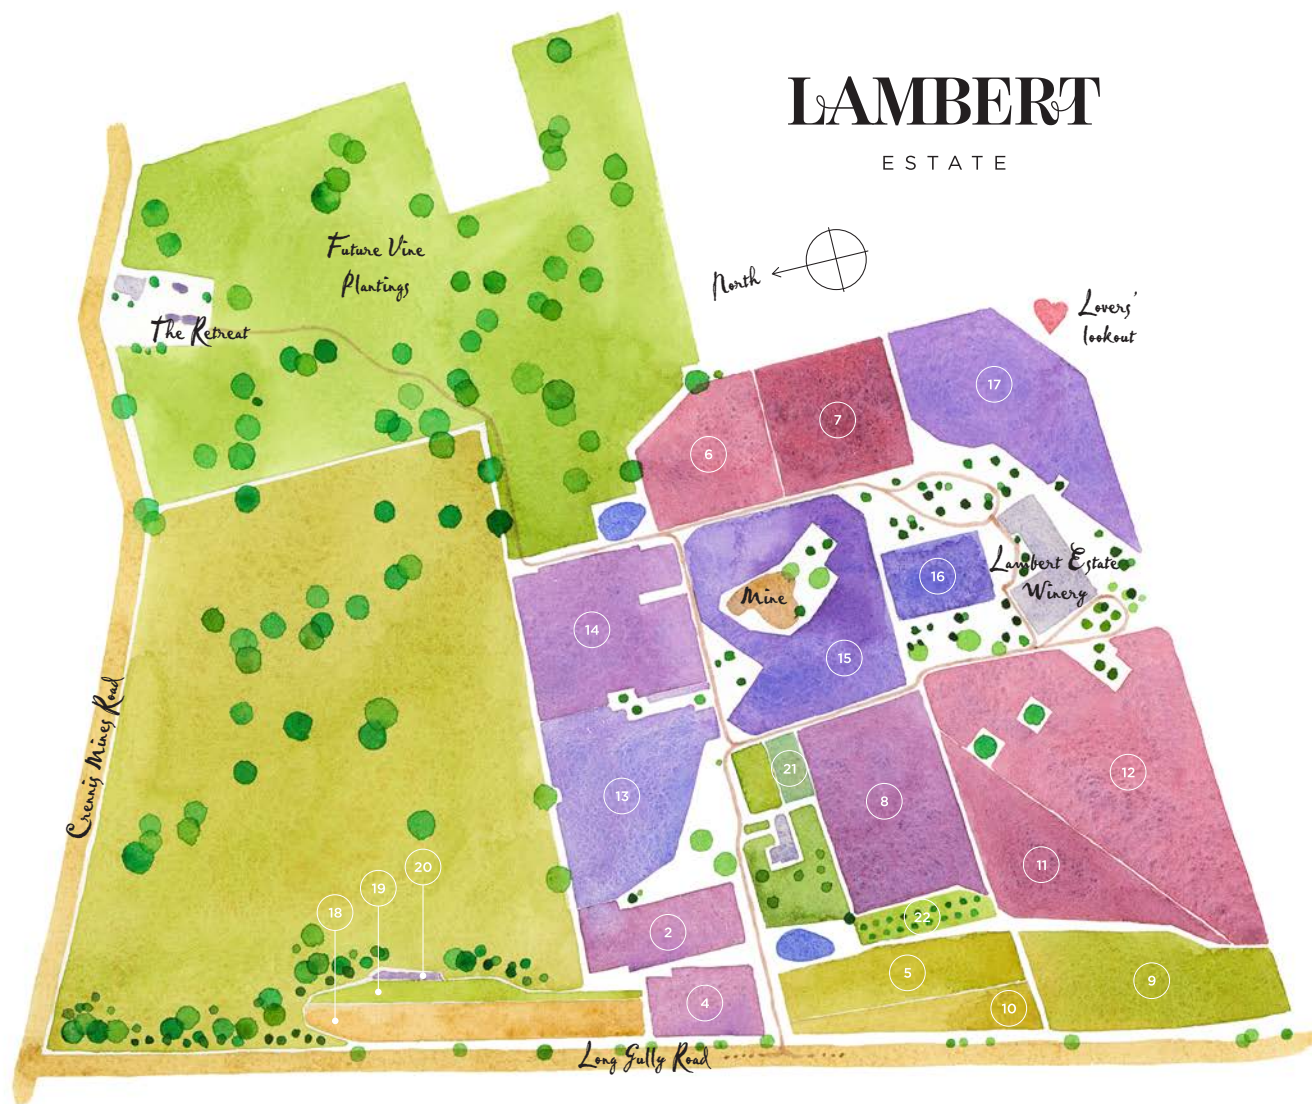 LAMBERT
ESTATE
Future Vine
Plantings
North
The Retreat
Lovers'
lookout
17
7
6
Lambert Estate
Winery
16
Mine
14
15
Crennis Mines Road
21
12
13
8
11
20
19
18
22
2
5
9
4
10
Long Gully Road